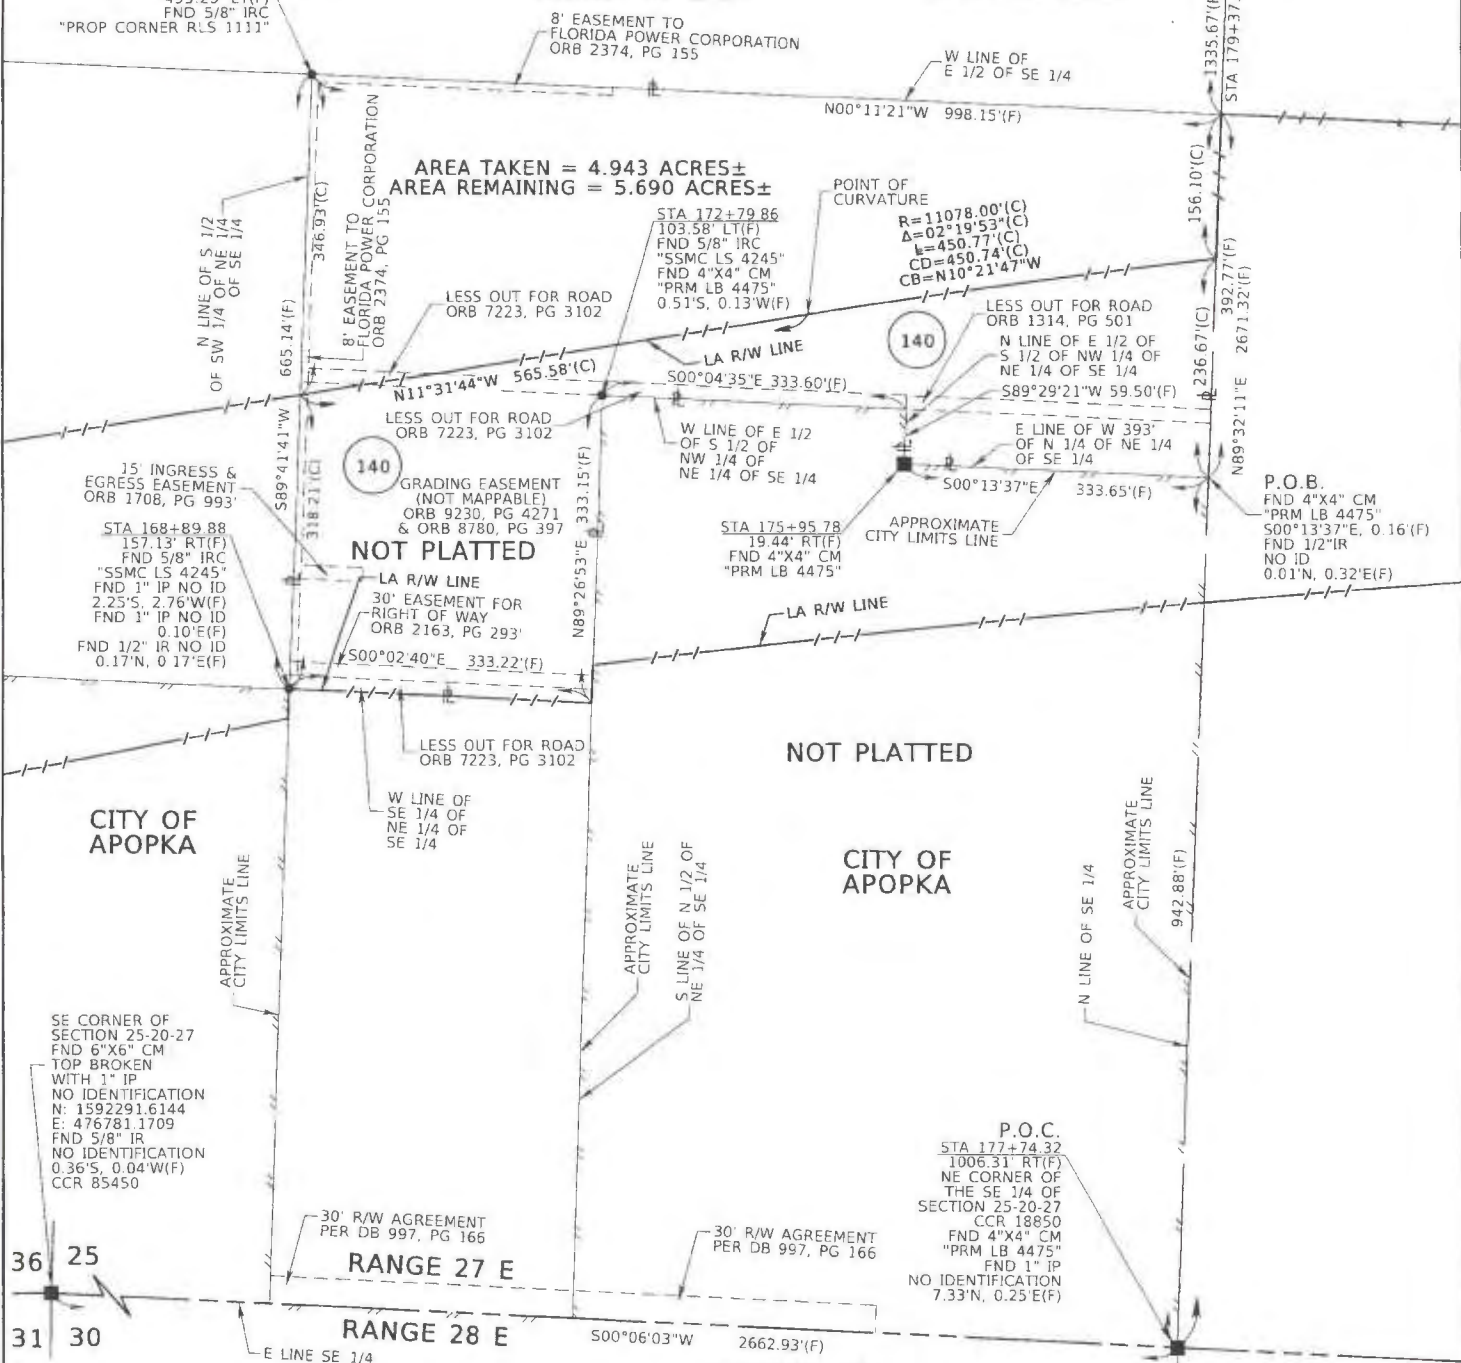 FND 5/8" IRC
"PROP CORNER RLS 1111"
8' EASEMENT TO
FLORIDA POWER CORPORATION
ORB 2374, PG 155
W LINE OF
E 1/2 OF SE 1/4
1335.67'(F)
STA 179+37.
N00°11'21"W 998.15'(F)
AREA TAKEN = 4.943 ACRES±
AREA REMAINING = 5.690 ACRES±
N LINE OF S 1/2
OF SW 1/4 OF NE 1/4
OF SE 1/4
346.93'(C)
8' EASEMENT TO
FLORIDA POWER CORPORATION
ORB 2374, PG 155
665.14'(F)
STA 172+79.86
103.58' LT(F)
FND 5/8" IRC
"SSMC LS 4245"
FND 4"X4" CM
"PRM LB 4475"
0.51'S, 0.13'W(F)
POINT OF
CURVATURE
R=11078.00'(C)
Δ=02°19'53"(C)
L=450.77'(C)
CD=450.74'(C)
CB=N10°21'47"W
156.10'(C)
392.77'(F)
2671.32'(F)
236.67'(C)
N89°32'11"E
LESS OUT FOR ROAD
ORB 7223, PG 3102
LA R/W LINE
N11°31'44"W 565.58'(C)
140
LESS OUT FOR ROAD
ORB 1314, PG 501
N LINE OF E 1/2 OF
S 1/2 OF NW 1/4 OF
NE 1/4 OF SE 1/4
S00°04'35"E 333.60'(F)
S89°29'21"W 59.50'(F)
LESS OUT FOR ROAD
ORB 7223, PG 3102
W LINE OF E 1/2
OF S 1/2 OF
NW 1/4 OF
NE 1/4 OF SE 1/4
E LINE OF W 393'
OF N 1/4 OF NE 1/4
OF SE 1/4
S00°13'37"E 333.65'(F)
S89°41'41"W
318.21'(C)
15' INGRESS &
EGRESS EASEMENT
ORB 1708, PG 993
140
GRADING EASEMENT
(NOT MAPPABLE)
ORB 9230, PG 4271
& ORB 8780, PG 397
333.15'(F)
N89°26'53"E
STA 175+95.78
19.44' RT(F)
FND 4"X4" CM
"PRM LB 4475"
APPROXIMATE
CITY LIMITS LINE
P.O.B.
FND 4"X4" CM
"PRM LB 4475"
S00°13'37"E, 0.16'(F)
FND 1/2"IR
NO ID
0.01'N, 0.32'E(F)
STA 168+89.88
157.13' RT(F)
FND 5/8" IRC
"SSMC LS 4245"
FND 1" IP NO ID
2.25'S, 2.76'W(F)
FND 1" IP NO ID
0.10'E(F)
FND 1/2" IR NO ID
0.17'N, 0.17'E(F)
NOT PLATTED
LA R/W LINE
30' EASEMENT FOR
RIGHT OF WAY
ORB 2163, PG 293
S00°02'40"E 333.22'(F)
LA R/W LINE
LESS OUT FOR ROAD
ORB 7223, PG 3102
W LINE OF
SE 1/4 OF
NE 1/4 OF
SE 1/4
NOT PLATTED
CITY OF
APOPKA
CITY OF
APOPKA
APPROXIMATE
CITY LIMITS LINE
APPROXIMATE
CITY LIMITS LINE
S LINE OF N 1/2 OF
NE 1/4 OF SE 1/4
N LINE OF SE 1/4
APPROXIMATE
CITY LIMITS LINE
942.88'(F)
SE CORNER OF
SECTION 25-20-27
FND 6"X6" CM
TOP BROKEN
WITH 1" IP
NO IDENTIFICATION
N: 1592291.6144
E: 476781.1709
FND 5/8" IR
NO IDENTIFICATION
0.36'S, 0.04'W(F)
CCR 85450
P.O.C.
STA 177+74.32
1006.31' RT(F)
NE CORNER OF
THE SE 1/4 OF
SECTION 25-20-27
CCR 18850
FND 4"X4" CM
"PRM LB 4475"
FND 1" IP
NO IDENTIFICATION
7.33'N, 0.25'E(F)
30' R/W AGREEMENT
PER DB 997, PG 166
30' R/W AGREEMENT
PER DB 997, PG 166
36 25
31 30
RANGE 27 E
RANGE 28 E
S00°06'03"W 2662.93'(F)
E LINE SE 1/4